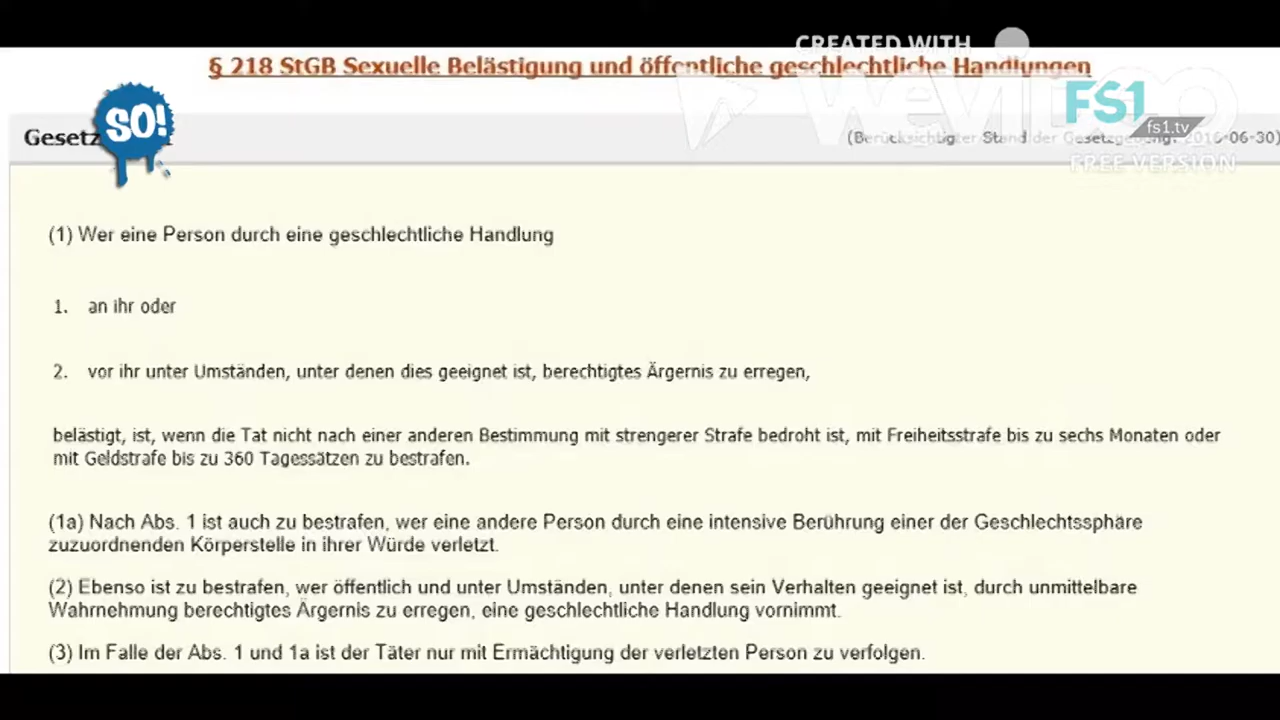 CREATED WITH
§ 218 StGB Sexuelle Belästigung und öffentliche geschlechtliche Handlungen
SO!
FS1
fs1.tv
Gesetz
(Berücksichtigter Stand der Gesetzgebung: 2016-06-30)
FREE VERSION
(1) Wer eine Person durch eine geschlechtliche Handlung
1. an ihr oder
2. vor ihr unter Umständen, unter denen dies geeignet ist, berechtigtes Ärgernis zu erregen,
belästigt, ist, wenn die Tat nicht nach einer anderen Bestimmung mit strengerer Strafe bedroht ist, mit Freiheitsstrafe bis zu sechs Monaten oder
mit Geldstrafe bis zu 360 Tagessätzen zu bestrafen.
(1a) Nach Abs. 1 ist auch zu bestrafen, wer eine andere Person durch eine intensive Berührung einer der Geschlechtssphäre
zuzuordnenden Körperstelle in ihrer Würde verletzt.
(2) Ebenso ist zu bestrafen, wer öffentlich und unter Umständen, unter denen sein Verhalten geeignet ist, durch unmittelbare
Wahrnehmung berechtigtes Ärgernis zu erregen, eine geschlechtliche Handlung vornimmt.
(3) Im Falle der Abs. 1 und 1a ist der Täter nur mit Ermächtigung der verletzten Person zu verfolgen.